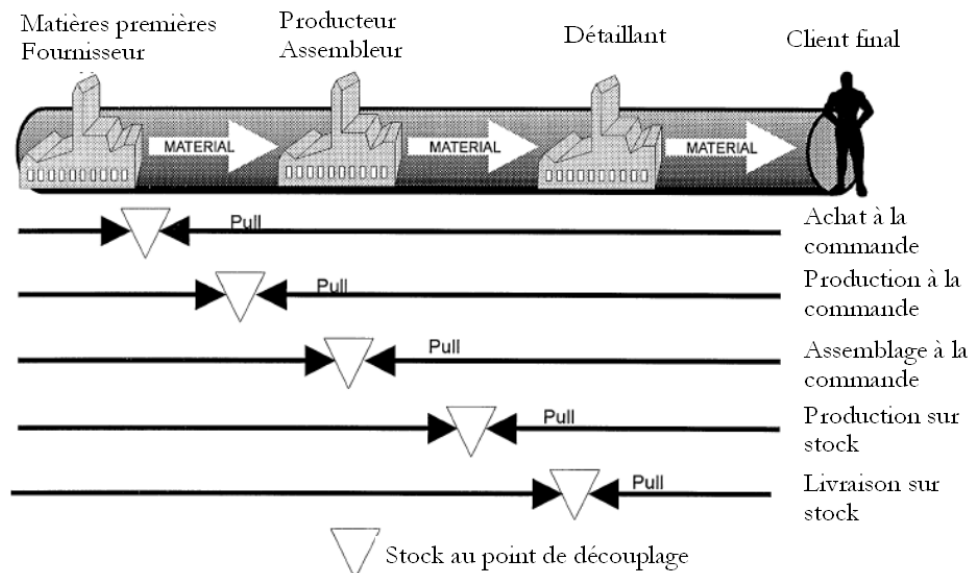 Matières premières
Fournisseur
Producteur
Assembleur
Détaillant
Client final
MATERIAL
MATERIAL
MATERIAL
Pull
Achat à la
commande
Pull
Production à la
commande
Pull
Assemblage à la
commande
Pull
Production sur
stock
Pull
Livraison sur
stock
Stock au point de découplage